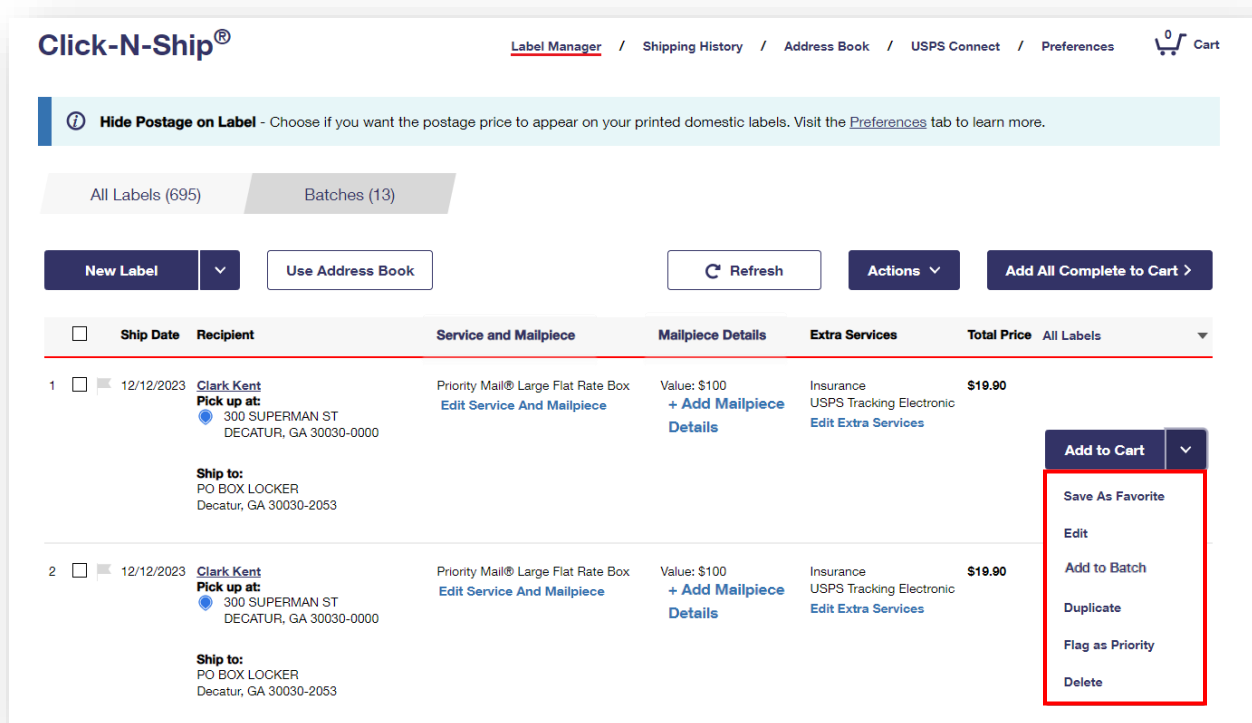 Click-N-Ship®
Label Manager / Shipping History / Address Book / USPS Connect / Preferences 0 Cart
Hide Postage on Label - Choose if you want the postage price to appear on your printed domestic labels. Visit the Preferences tab to learn more.
All Labels (695) Batches (13)
New Label Use Address Book Refresh Actions Add All Complete to Cart >
Ship Date Recipient Service and Mailpiece Mailpiece Details Extra Services Total Price All Labels
1 12/12/2023 Clark Kent Priority Mail® Large Flat Rate Box Value: $100 Insurance $19.90
Pick up at: Edit Service And Mailpiece + Add Mailpiece USPS Tracking Electronic
300 SUPERMAN ST Details Edit Extra Services
DECATUR, GA 30030-0000
Add to Cart
Ship to:
PO BOX LOCKER
Decatur, GA 30030-2053
Save As Favorite
Edit
Add to Batch
Duplicate
Flag as Priority
Delete
2 12/12/2023 Clark Kent Priority Mail® Large Flat Rate Box Value: $100 Insurance $19.90
Pick up at: Edit Service And Mailpiece + Add Mailpiece USPS Tracking Electronic
300 SUPERMAN ST Details Edit Extra Services
DECATUR, GA 30030-0000
Ship to:
PO BOX LOCKER
Decatur, GA 30030-2053